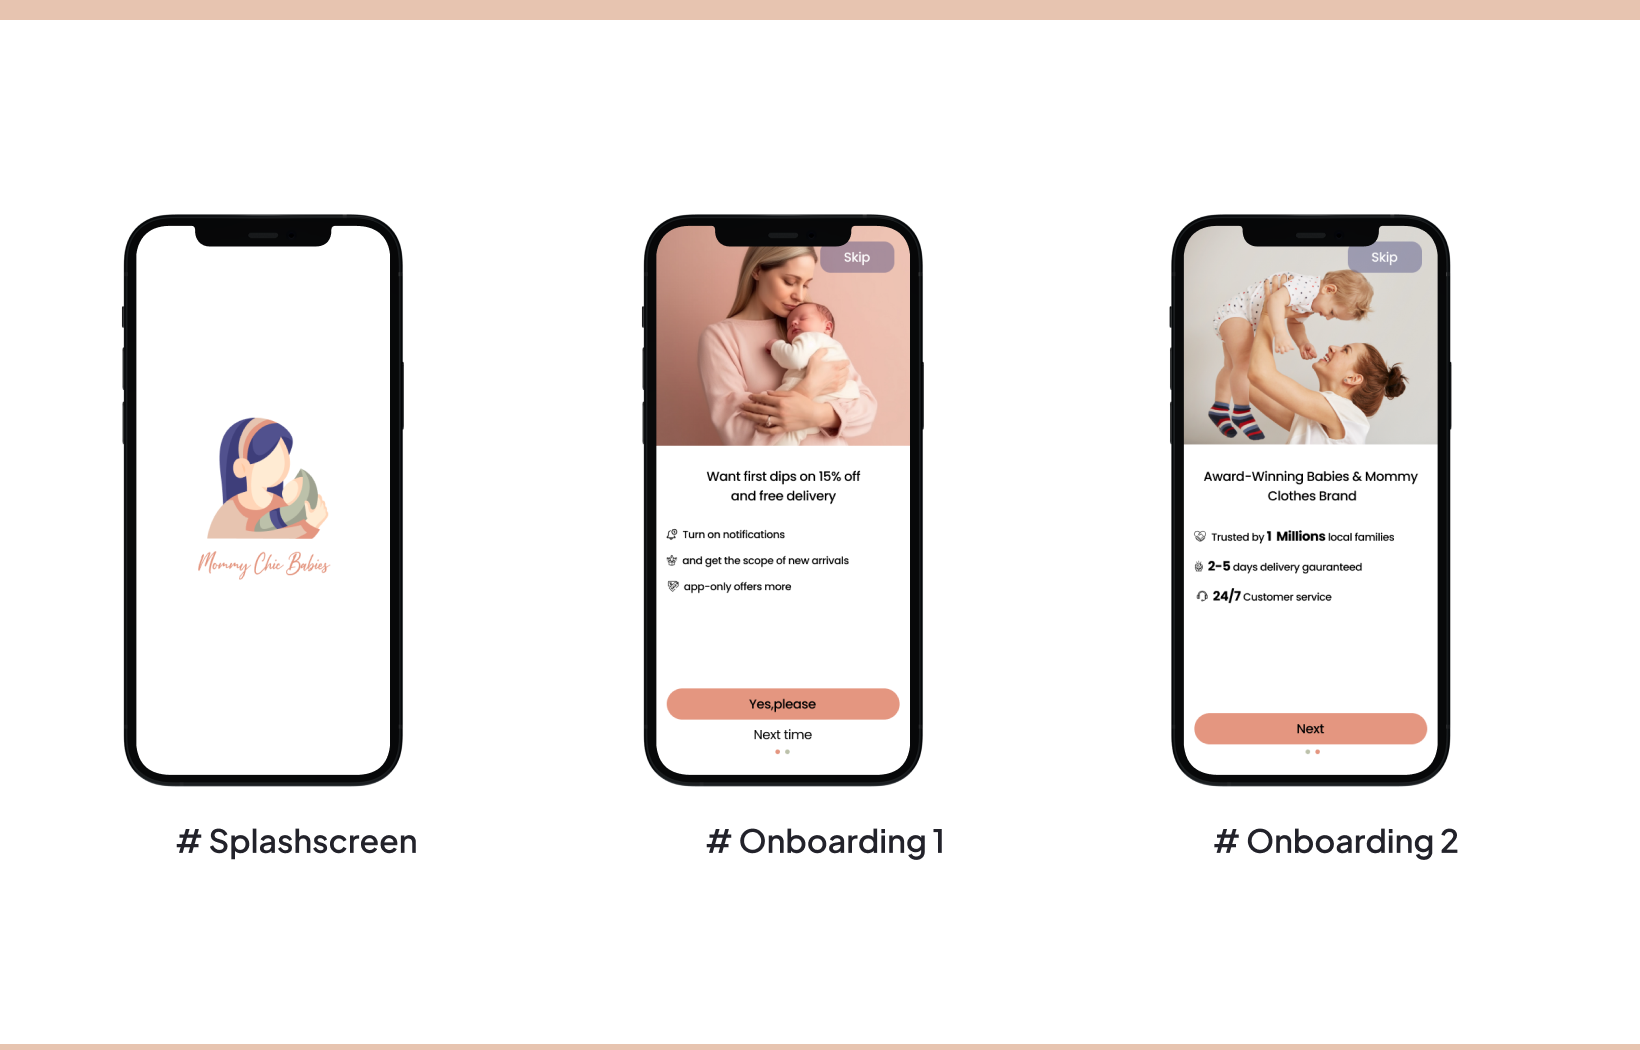 Mommy Chic Babies
# Splashscreen
Skip
Want first dips on 15% off
and free delivery
Turn on notifications
and get the scope of new arrivals
app-only offers more
Yes,please
Next time
# Onboarding 1
Skip
Award-Winning Babies & Mommy
Clothes Brand
Trusted by 1 Millions local families
2-5 days delivery gauranteed
24/7 Customer service
Next
# Onboarding 2